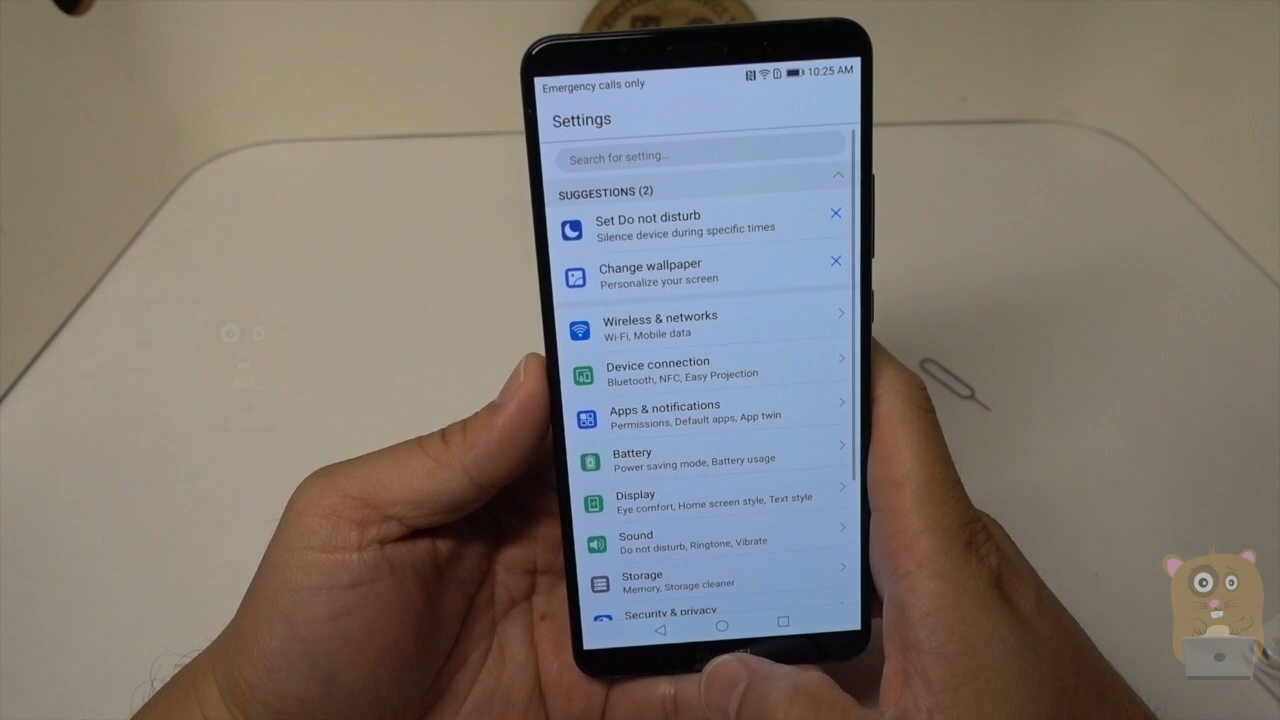 Emergency calls only
10:25 AM
Settings
Search for setting...
SUGGESTIONS (2)
Set Do not disturb
Silence device during specific times
Change wallpaper
Personalize your screen
Wireless & networks
Wi-Fi, Mobile data
Device connection
Bluetooth, NFC, Easy Projection
Apps & notifications
Permissions, Default apps, App twin
Battery
Power saving mode, Battery usage
Display
Eye comfort, Home screen style, Text style
Sound
Do not disturb, Ringtone, Vibrate
Storage
Memory, Storage cleaner
Security & privacy